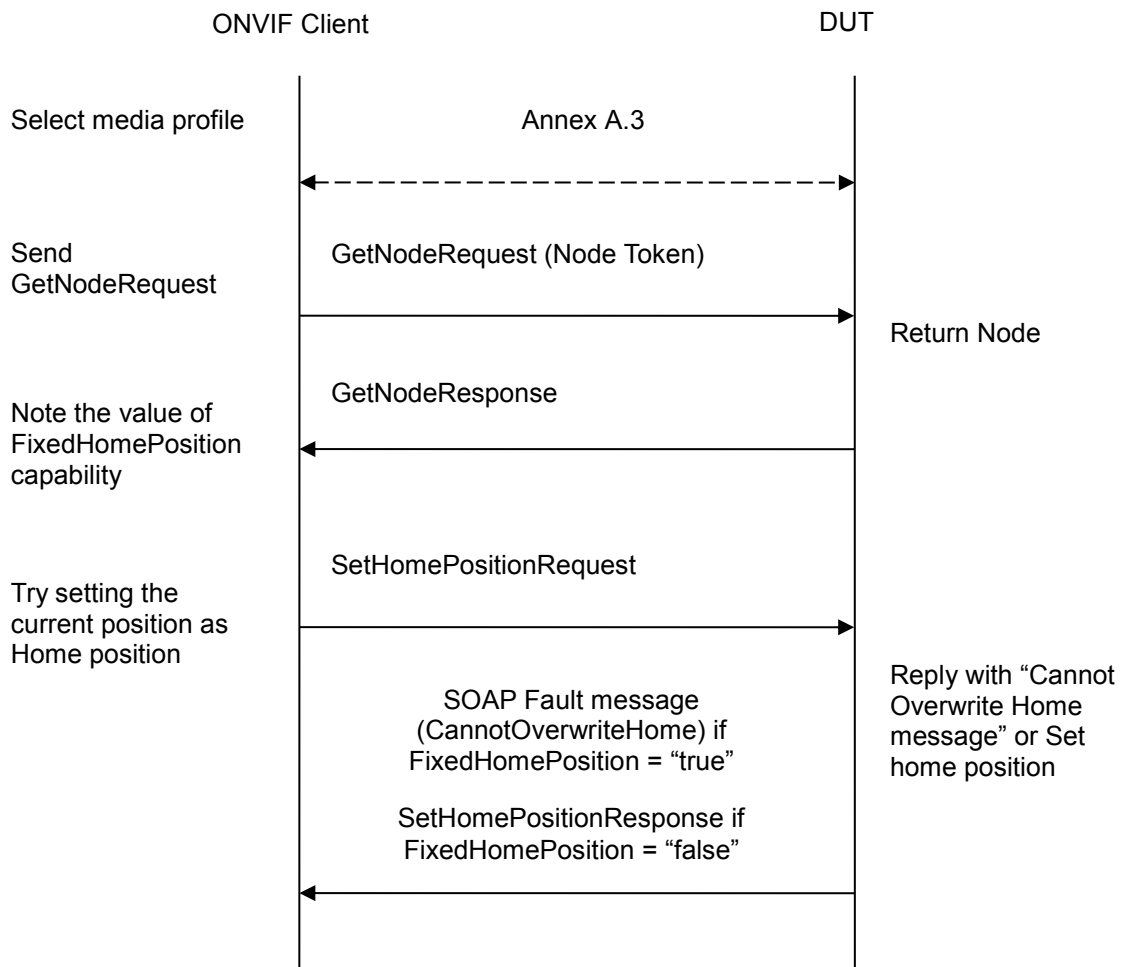 ONVIF Client
DUT
Select media profile
Annex A.3
Send
GetNodeRequest
GetNodeRequest (Node Token)
Return Node
GetNodeResponse
Note the value of
FixedHomePosition
capability
SetHomePositionRequest
Try setting the
current position as
Home position
SOAP Fault message
(CannotOverwriteHome) if
FixedHomePosition = “true”
Reply with “Cannot
Overwrite Home
message” or Set
home position
SetHomePositionResponse if
FixedHomePosition = “false”